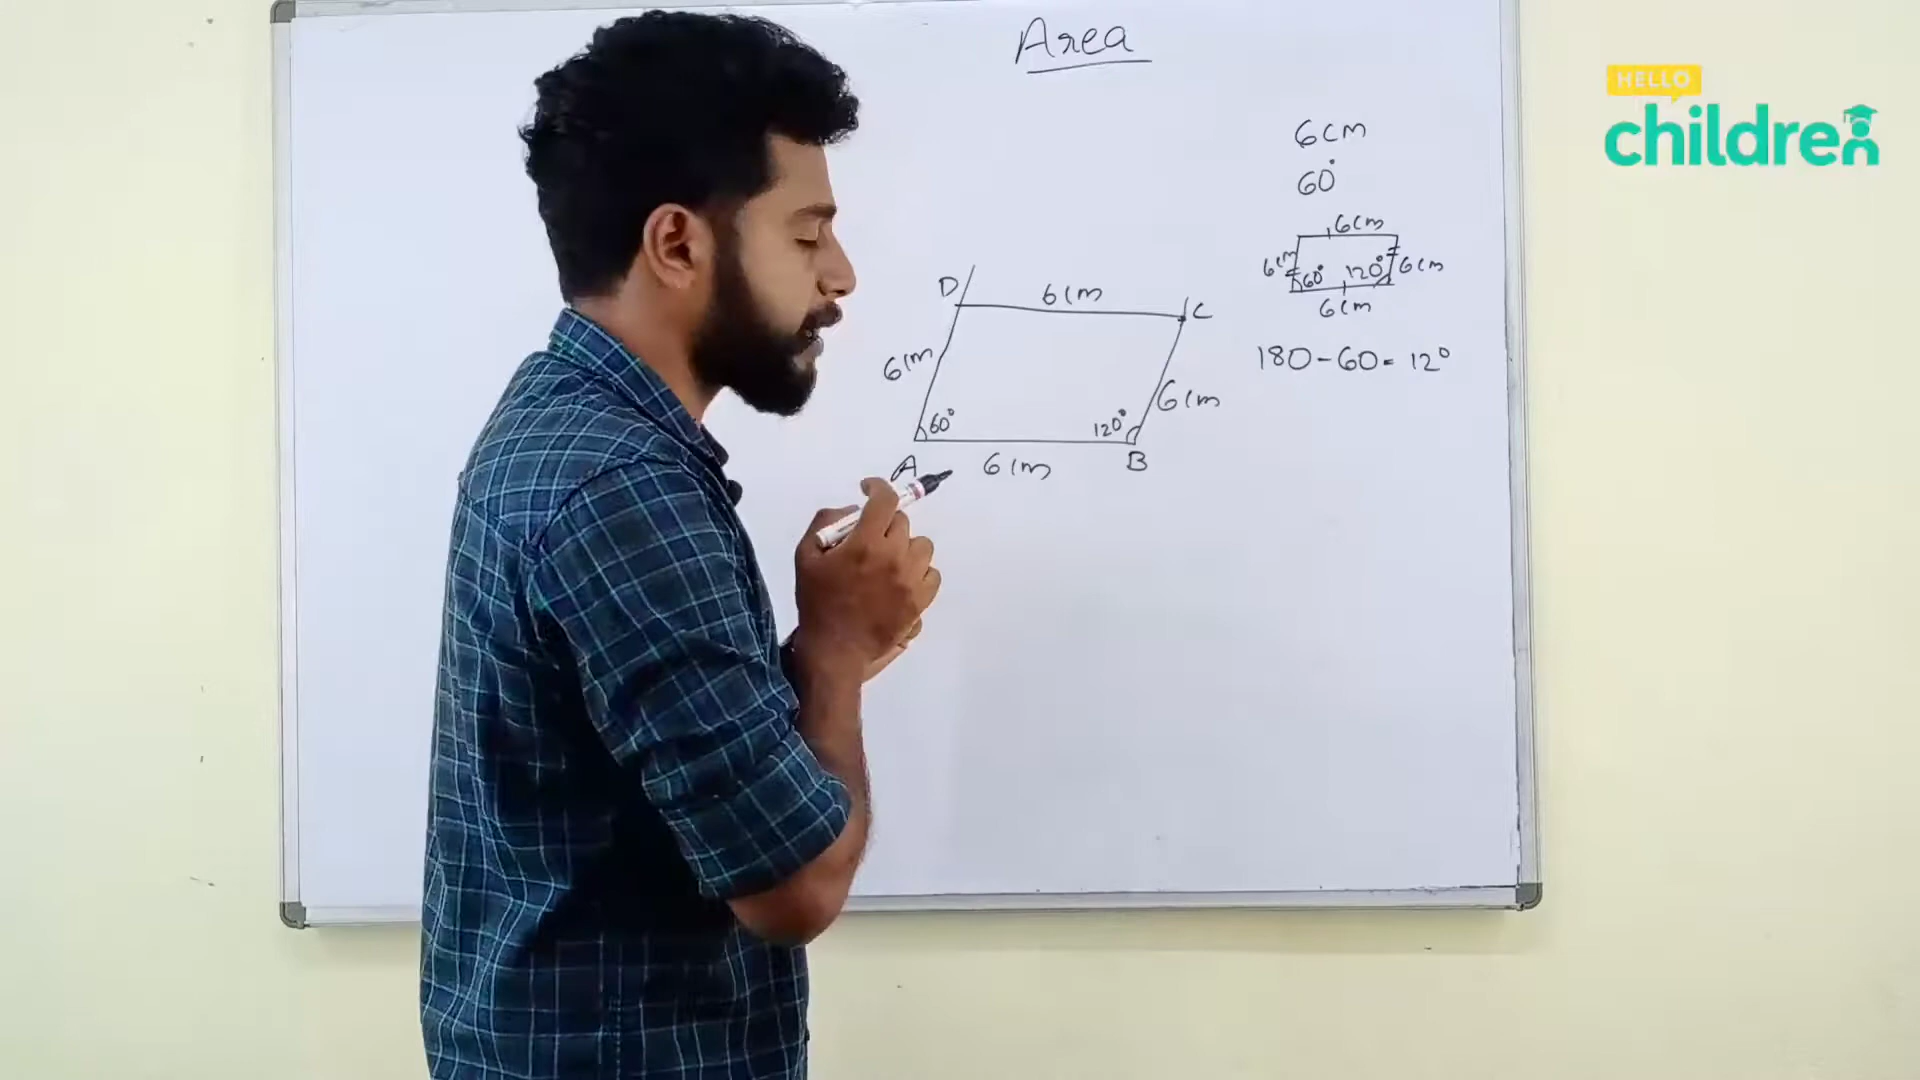 Area
HELLO
children
6cm
60°
6cm
6cm 60° 120° 6cm
6cm
180-60=120
D 6cm C
6cm 6cm
60° 120°
A 6cm B